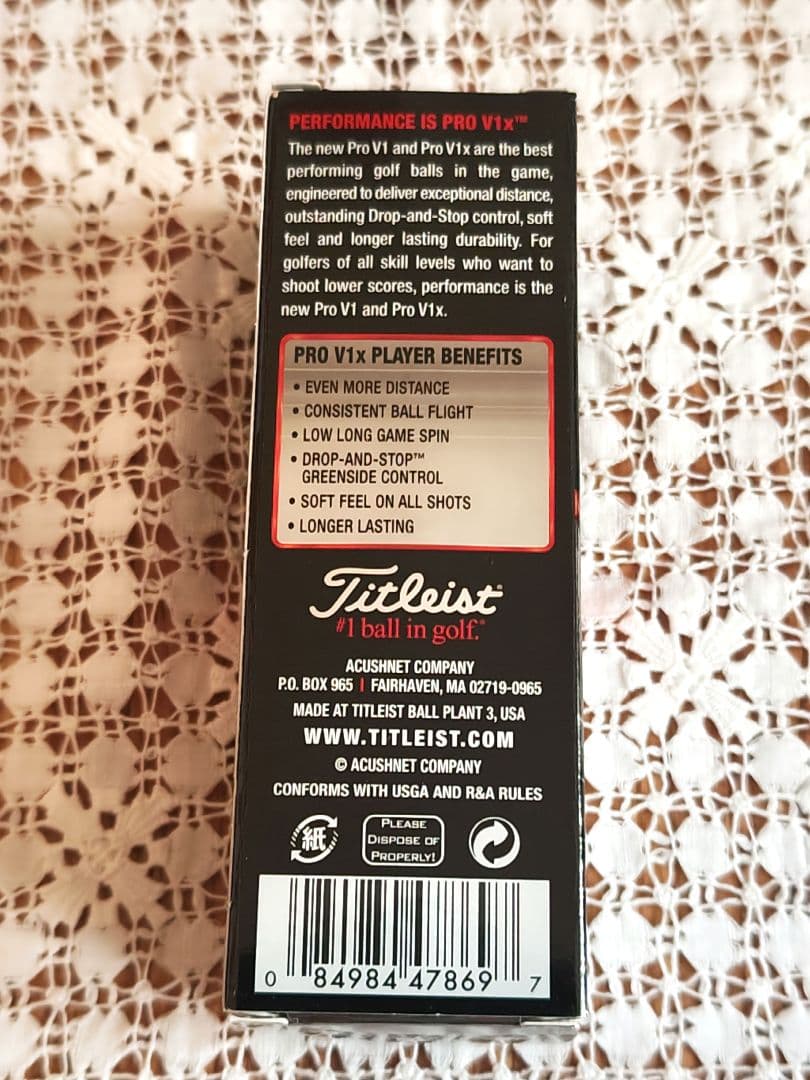 PERFORMANCE IS PRO V1x™
The new Pro V1 and Pro V1x are the best
performing golf balls in the game,
engineered to deliver exceptional distance,
outstanding Drop-and-Stop control, soft
feel and longer lasting durability. For
golfers of all skill levels who want to
shoot lower scores, performance is the
new Pro V1 and Pro V1x.
PRO V1x PLAYER BENEFITS
• EVEN MORE DISTANCE
• CONSISTENT BALL FLIGHT
• LOW LONG GAME SPIN
• DROP-AND-STOP™
GREENSIDE CONTROL
• SOFT FEEL ON ALL SHOTS
• LONGER LASTING
Titleist®
#1 ball in golf.®
ACUSHNET COMPANY
P.O. BOX 965 | FAIRHAVEN, MA 02719-0965
MADE AT TITLEIST BALL PLANT 3, USA
WWW.TITLEIST.COM
© ACUSHNET COMPANY
CONFORMS WITH USGA AND R&A RULES
紙
PLEASE
DISPOSE OF
PROPERLY!
0 84984 47869 7